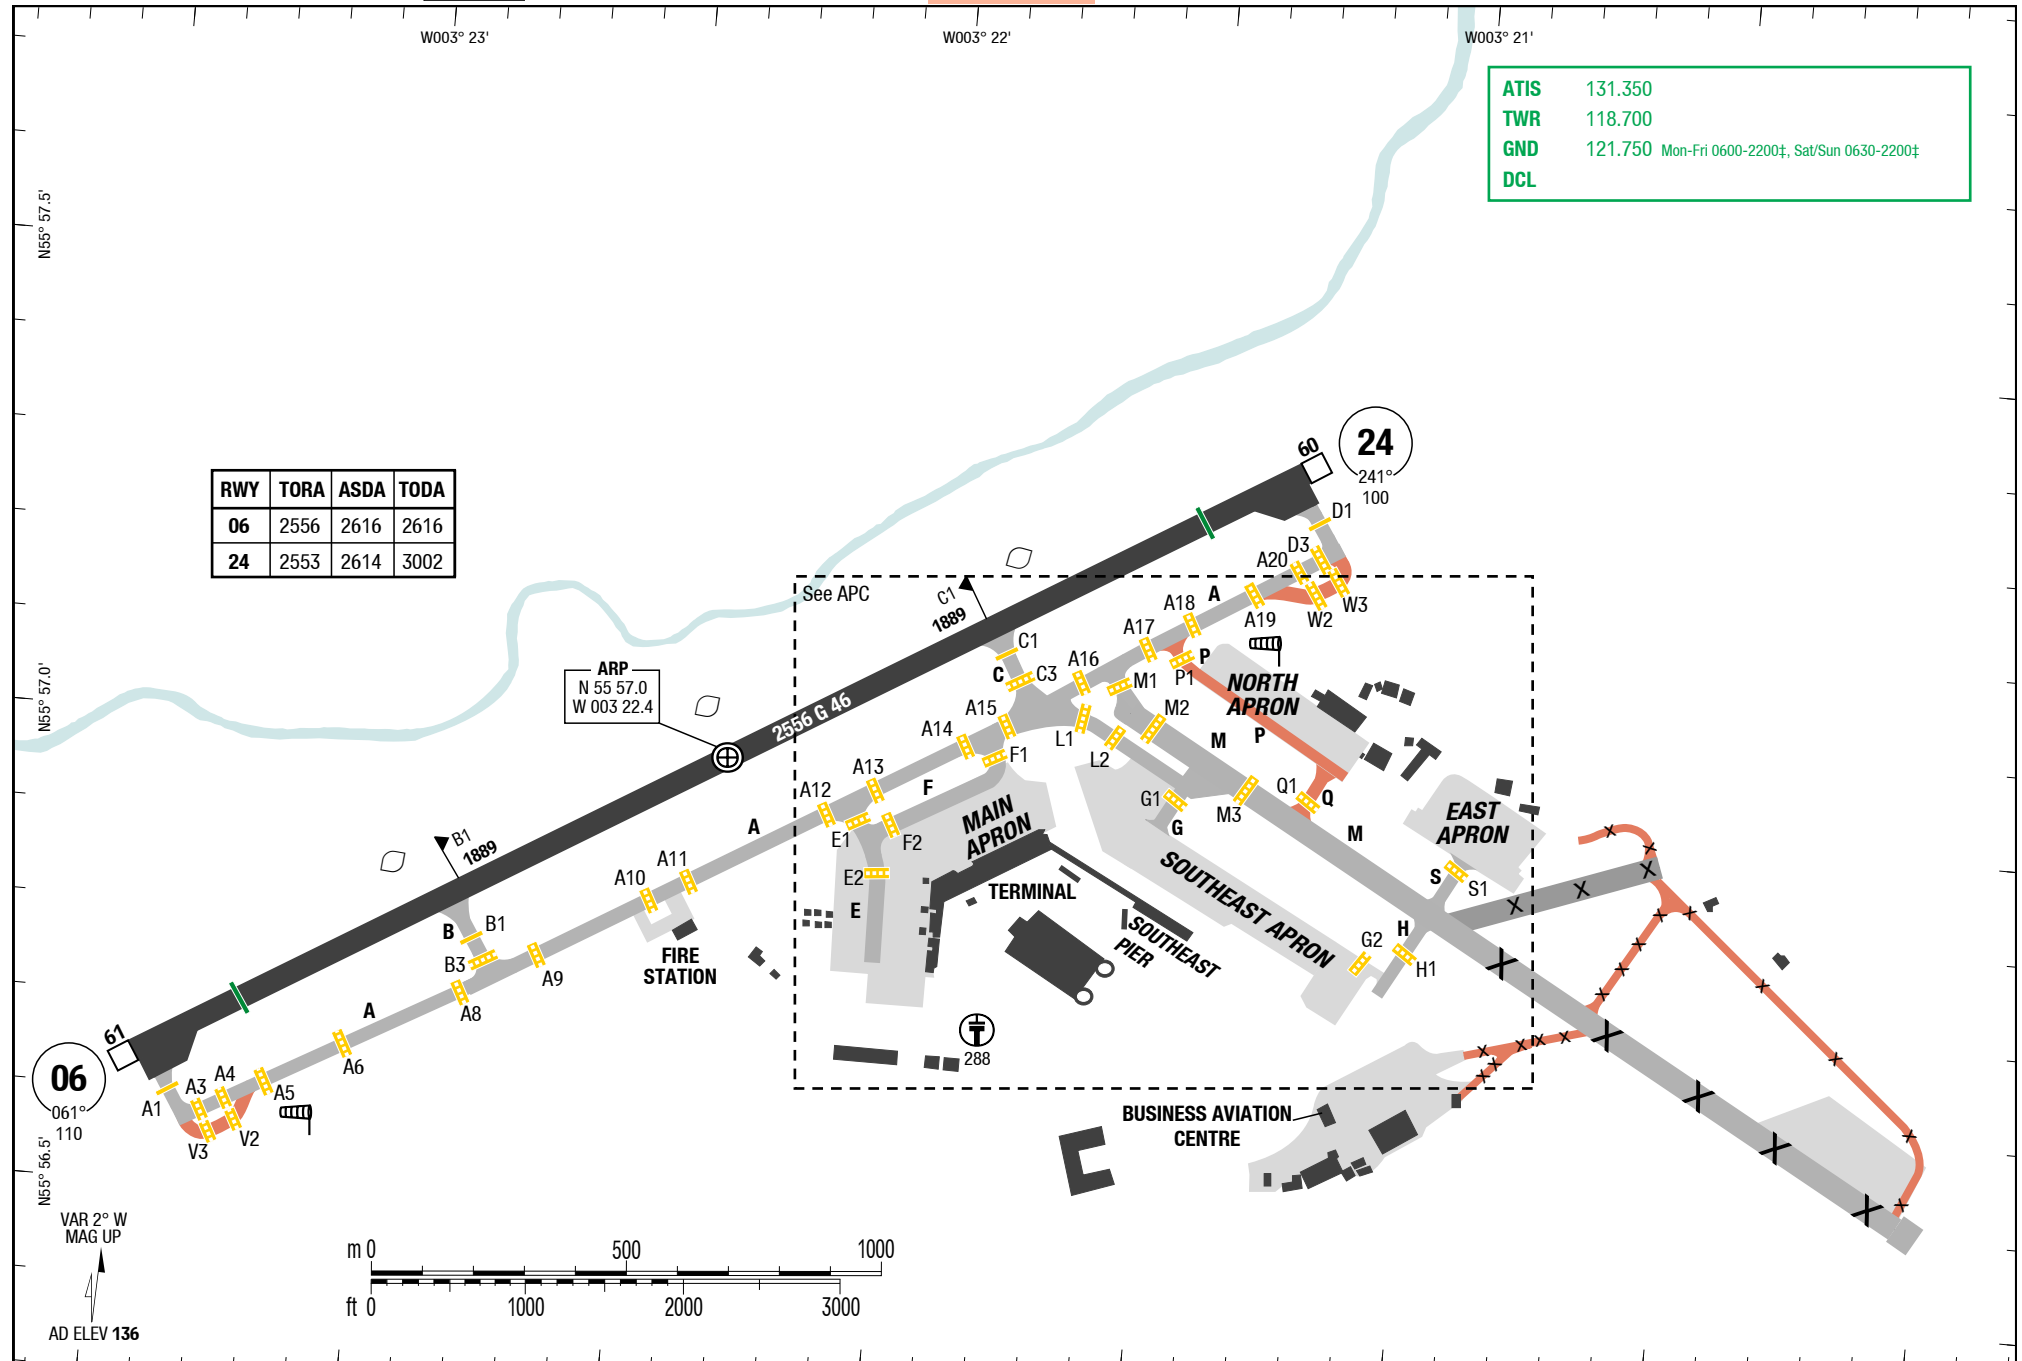 W003° 23'
W003° 22'
W003° 21'
ATIS 131.350
TWR 118.700
GND 121.750 Mon-Fri 0600-2200‡, Sat/Sun 0630-2200‡
DCL
N55° 57.5'
24
241°
100
60
RWY TORA ASDA TODA
06 2556 2616 2616
24 2553 2614 3002
D1
D3
A20
See APC
C1
1889
A18
A
A19
W2
W3
A17
C1
P
C
C3
A16
P1
ARP
N 55 57.0
W 003 22.4
M1
NORTH
APRON
N55° 57.0'
2556 G 46
A15
A14
M2
L1
M
P
F1
L2
A13
A12
F
Q1
Q
G1
M3
E1
F2
MAIN
APRON
A
G
M
EAST
APRON
B1
1889
A11
A10
E2
S
S1
TERMINAL
SOUTHEAST APRON
E
B
B1
SOUTHEAST
PIER
H
G2
H1
B3
FIRE
STATION
A9
A8
A
61
288
A6
06
061°
110
A4
A3
A5
A1
V2
V3
BUSINESS AVIATION
CENTRE
N55° 56.5'
VAR 2° W
MAG UP
m 0 500 1000
ft 0 1000 2000 3000
AD ELEV 136